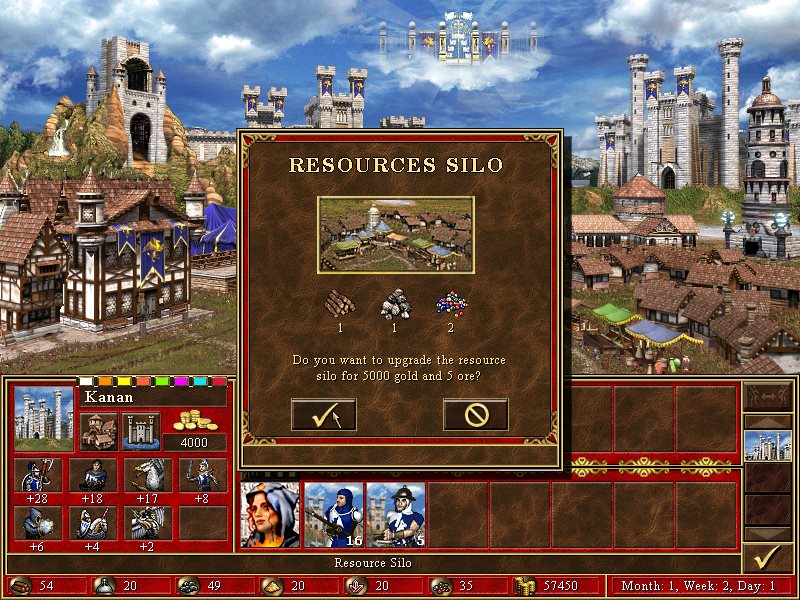 RESOURCES SILO
1 1 2
Do you want to upgrade the resource
silo for 5000 gold and 5 ore?
Kanan
4000
+28 +18 +17 +8
+6 +4 +2
16 5
Resource Silo
54 20 49 20 20 35 57450 Month: 1, Week: 2, Day: 1